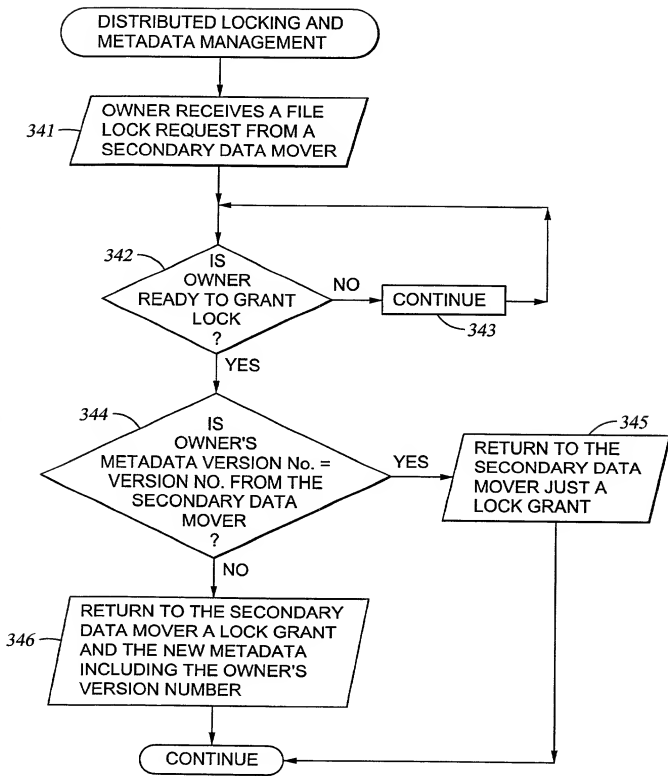 DISTRIBUTED LOCKING AND
METADATA MANAGEMENT
341
OWNER RECEIVES A FILE
LOCK REQUEST FROM A
SECONDARY DATA MOVER
342
IS
OWNER
READY TO GRANT
LOCK
?
NO
CONTINUE
343
YES
344
IS
OWNER'S
METADATA VERSION No. =
VERSION NO. FROM THE
SECONDARY DATA
MOVER
?
YES
345
RETURN TO THE
SECONDARY DATA
MOVER JUST A
LOCK GRANT
NO
346
RETURN TO THE SECONDARY
DATA MOVER A LOCK GRANT
AND THE NEW METADATA
INCLUDING THE OWNER'S
VERSION NUMBER
CONTINUE